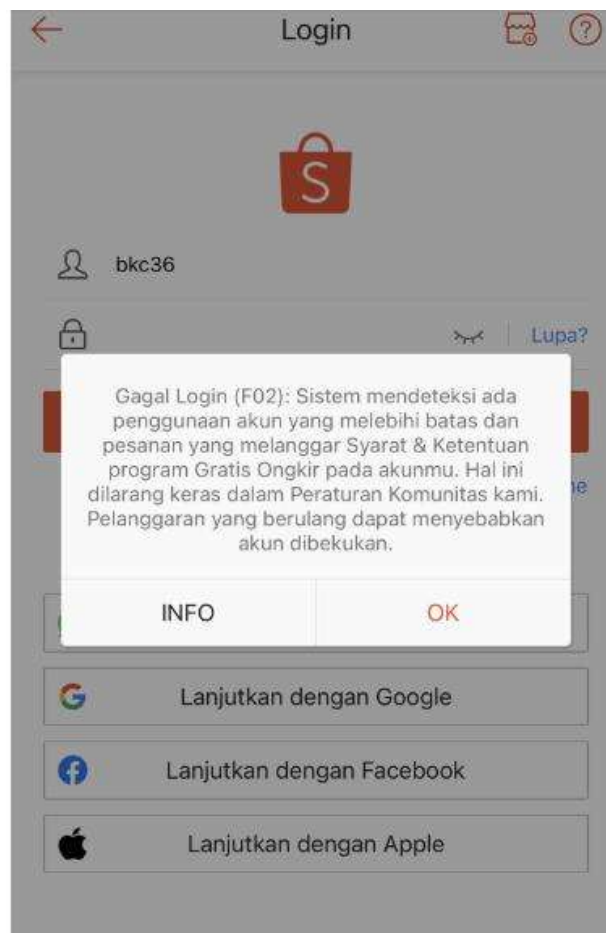 Login
S
bkc36
Lupa?
Gagal Login (F02): Sistem mendeteksi ada
penggunaan akun yang melebihi batas dan
pesanan yang melanggar Syarat & Ketentuan
program Gratis Ongkir pada akunmu. Hal ini
dilarang keras dalam Peraturan Komunitas kami.
Pelanggaran yang berulang dapat menyebabkan
akun dibekukan.
INFO OK
Lanjutkan dengan Google
Lanjutkan dengan Facebook
Lanjutkan dengan Apple